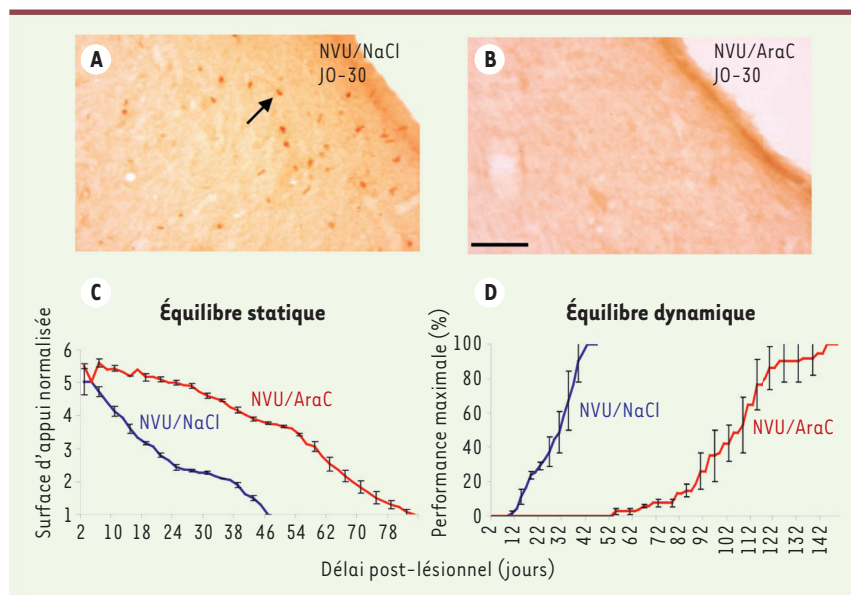 A
NVU/NaCl
JO-30
B
NVU/AraC
JO-30
C
Équilibre statique
Surface d'appui normalisée
6
5
4
3
2
1
NVU/AraC
NVU/NaCl
2 10 18 24 30 38 46 54 62 70 78
D
Équilibre dynamique
Performance maximale (%)
100
80
60
40
20
0
NVU/NaCl
NVU/AraC
2 12 22 32 42 52 62 72 82 92 102 112 122 132 142
Délai post-lésionnel (jours)